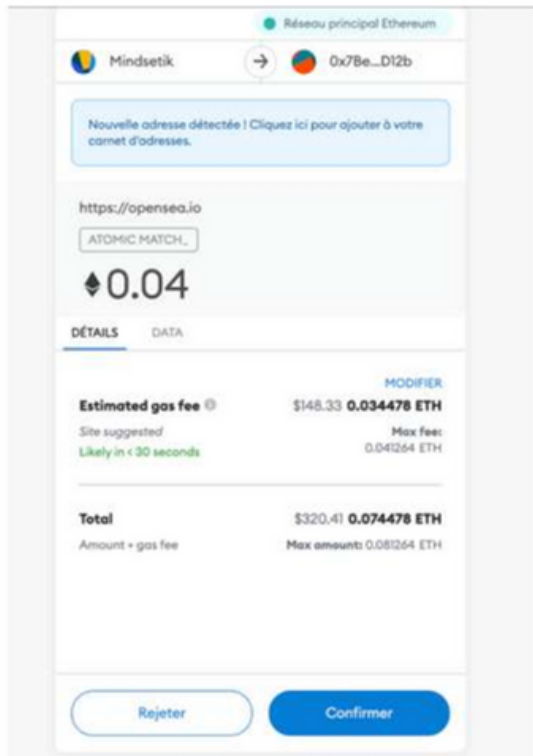 Réseau principal Ethereum
Mindsetik → 0x7Be...D12b
Nouvelle adresse détectée ! Cliquez ici pour ajouter à votre
carnet d'adresses.
https://opensea.io
ATOMIC MATCH_
0.04
DÉTAILS DATA
MODIFIER
Estimated gas fee $148.33 0.034478 ETH
Site suggested Max fee:
Likely in < 30 seconds 0.041264 ETH
Total $320.41 0.074478 ETH
Amount + gas fee Max amount: 0.081264 ETH
Rejeter Confirmer